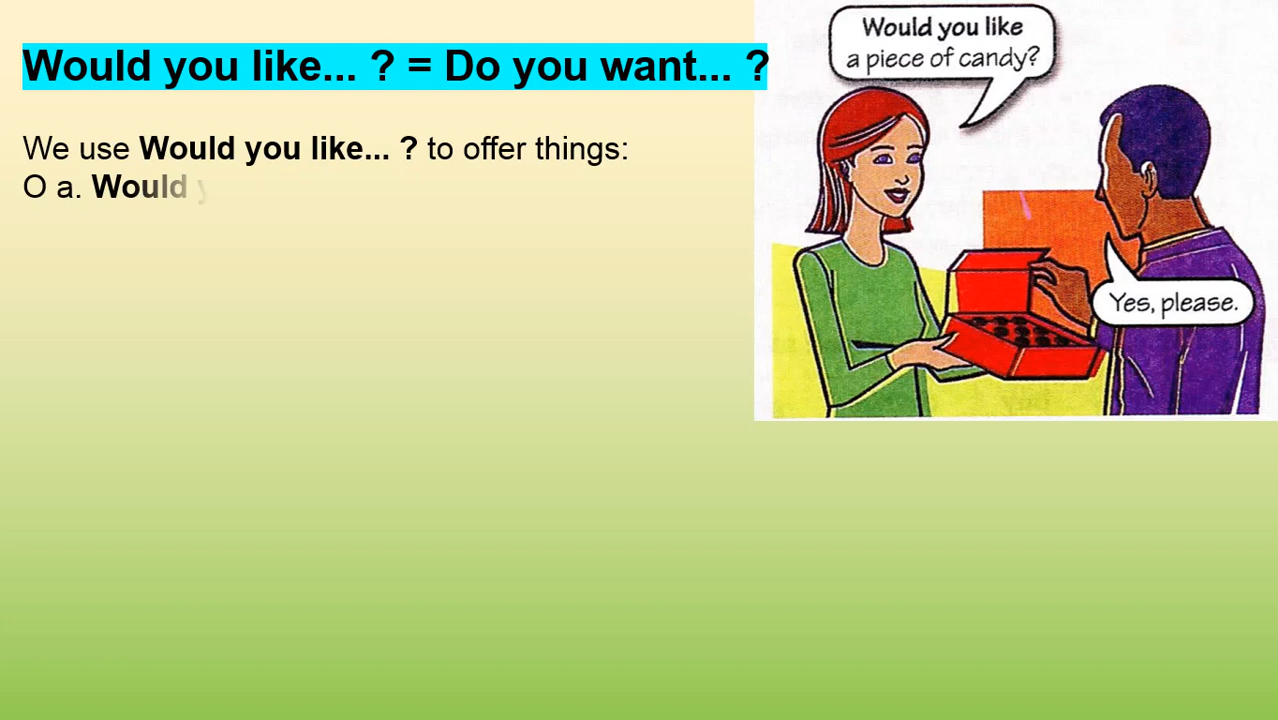 Would you like... ? = Do you want... ?
We use Would you like... ? to offer things:
O a. Would
Would you like
a piece of candy?
Yes, please.